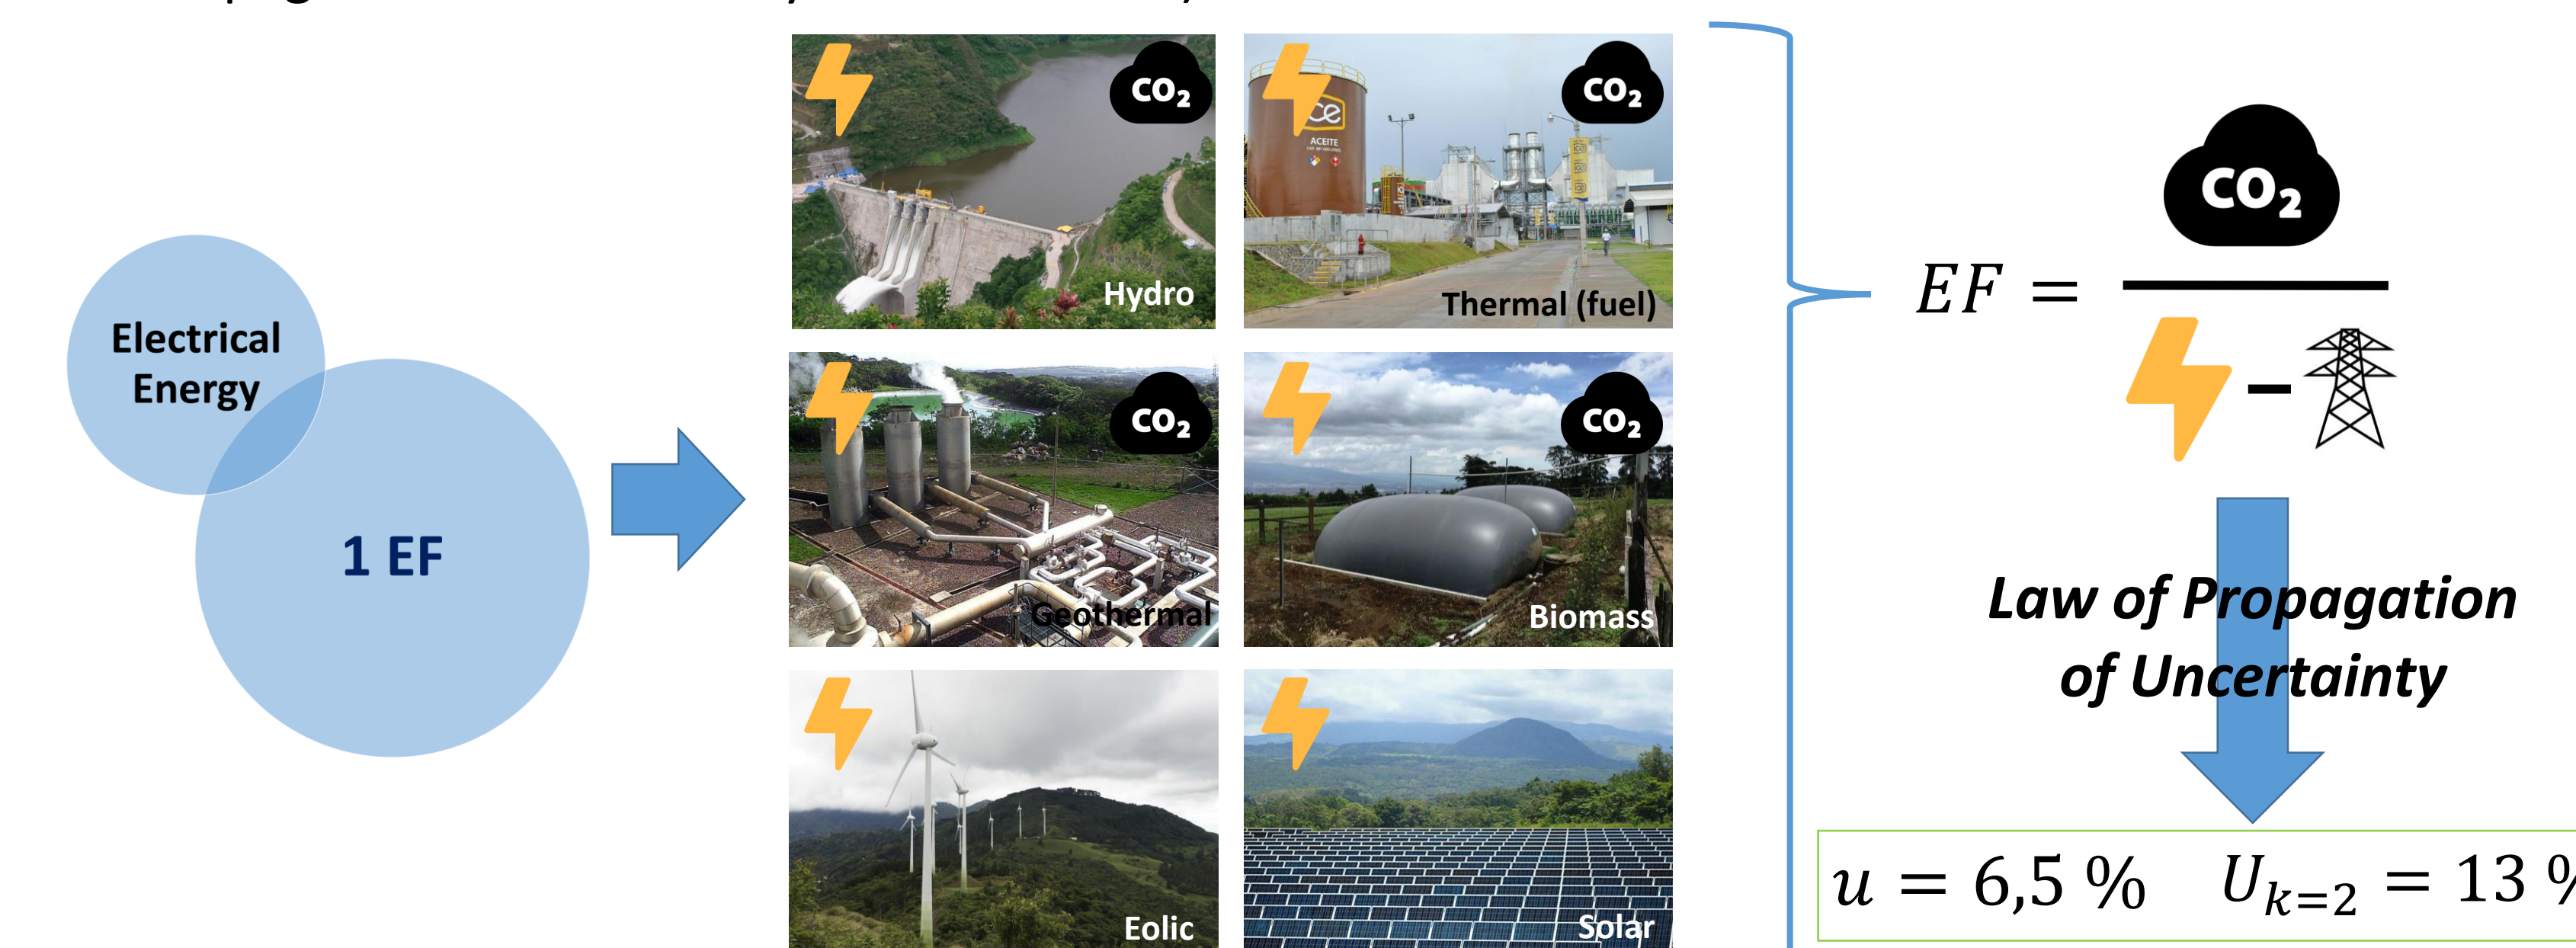 Electrical
Energy
1 EF
CO₂
Hydro
CO₂
ce
ACEITE
Thermal (fuel)
CO₂
Geothermal
CO₂
Biomass
Eolic
Solar
CO₂
EF =
–
Law of Propagation
of Uncertainty
u = 6,5 % U_{k=2} = 13 %